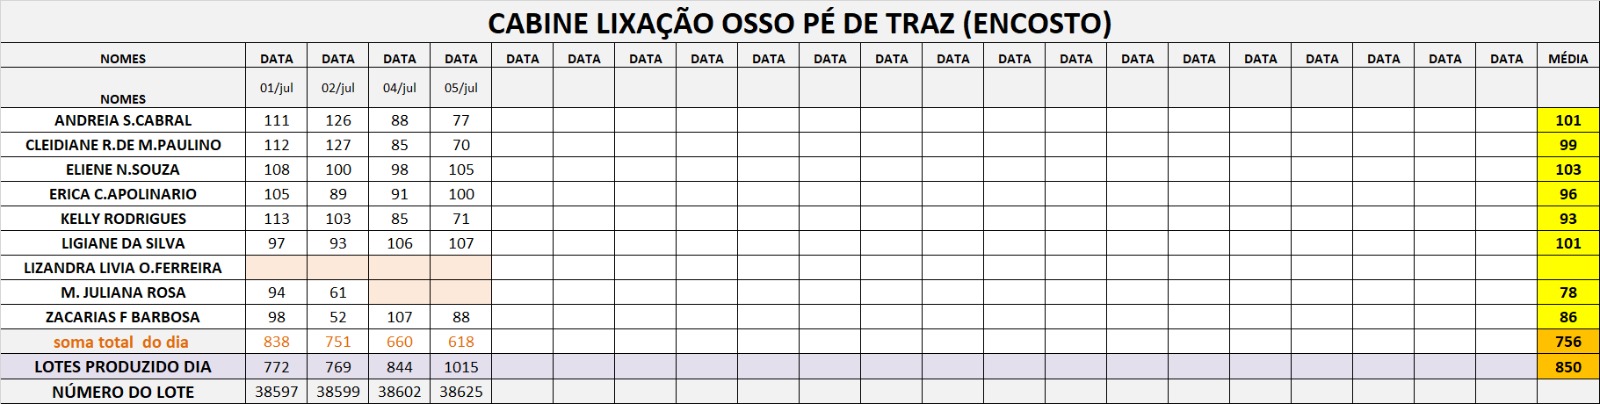 CABINE LIXAÇÃO OSSO PÉ DE TRAZ (ENCOSTO)
NOMES DATA DATA DATA DATA DATA DATA DATA DATA DATA DATA DATA DATA DATA DATA DATA DATA DATA DATA DATA DATA DATA MÉDIA
NOMES 01/jul 02/jul 04/jul 05/jul
ANDREIA S.CABRAL 111 126 88 77 101
CLEIDIANE R.DE M.PAULINO 112 127 85 70 99
ELIENE N.SOUZA 108 100 98 105 103
ERICA C.APOLINARIO 105 89 91 100 96
KELLY RODRIGUES 113 103 85 71 93
LIGIANE DA SILVA 97 93 106 107 101
LIZANDRA LIVIA O.FERREIRA
M. JULIANA ROSA 94 61 78
ZACARIAS F BARBOSA 98 52 107 88 86
soma total do dia 838 751 660 618 756
LOTES PRODUZIDO DIA 772 769 844 1015 850
NÚMERO DO LOTE 38597 38599 38602 38625